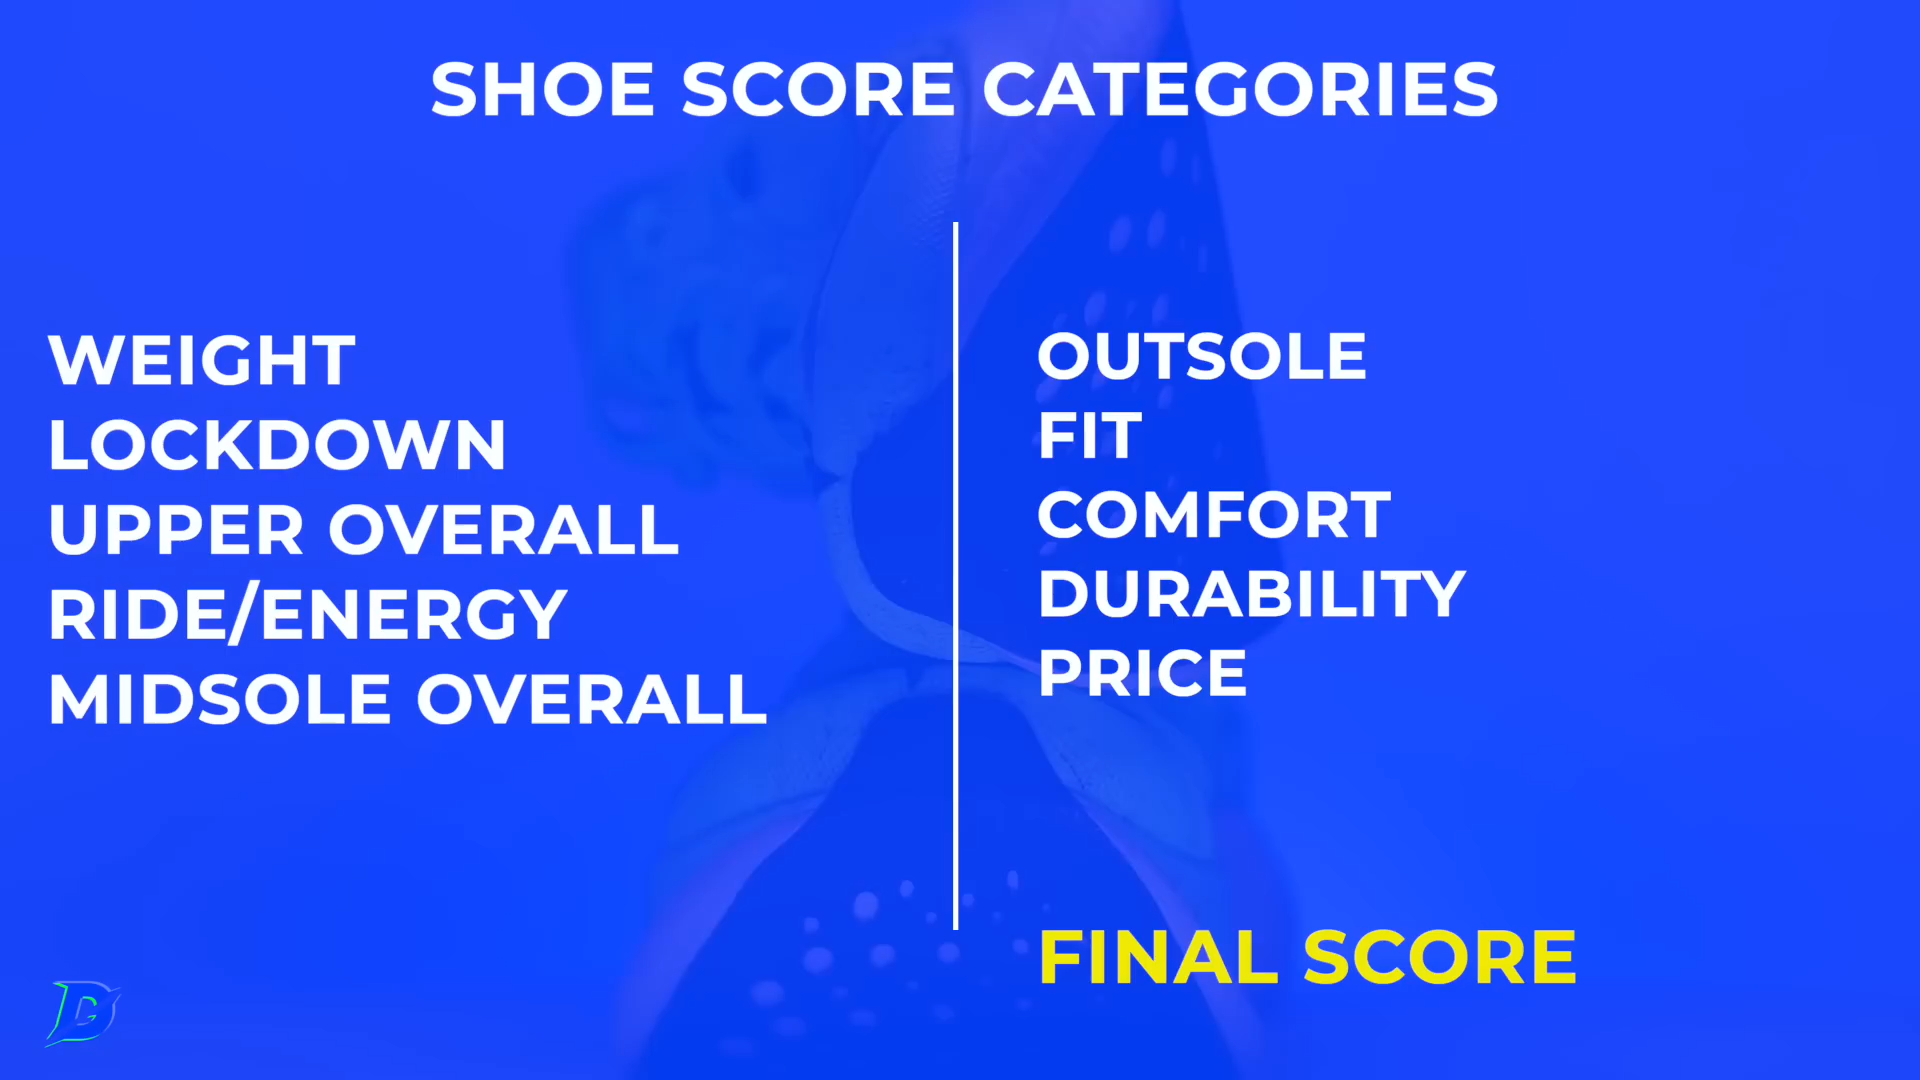 SHOE SCORE CATEGORIES
WEIGHT
LOCKDOWN
UPPER OVERALL
RIDE/ENERGY
MIDSOLE OVERALL
OUTSOLE
FIT
COMFORT
DURABILITY
PRICE
FINAL SCORE